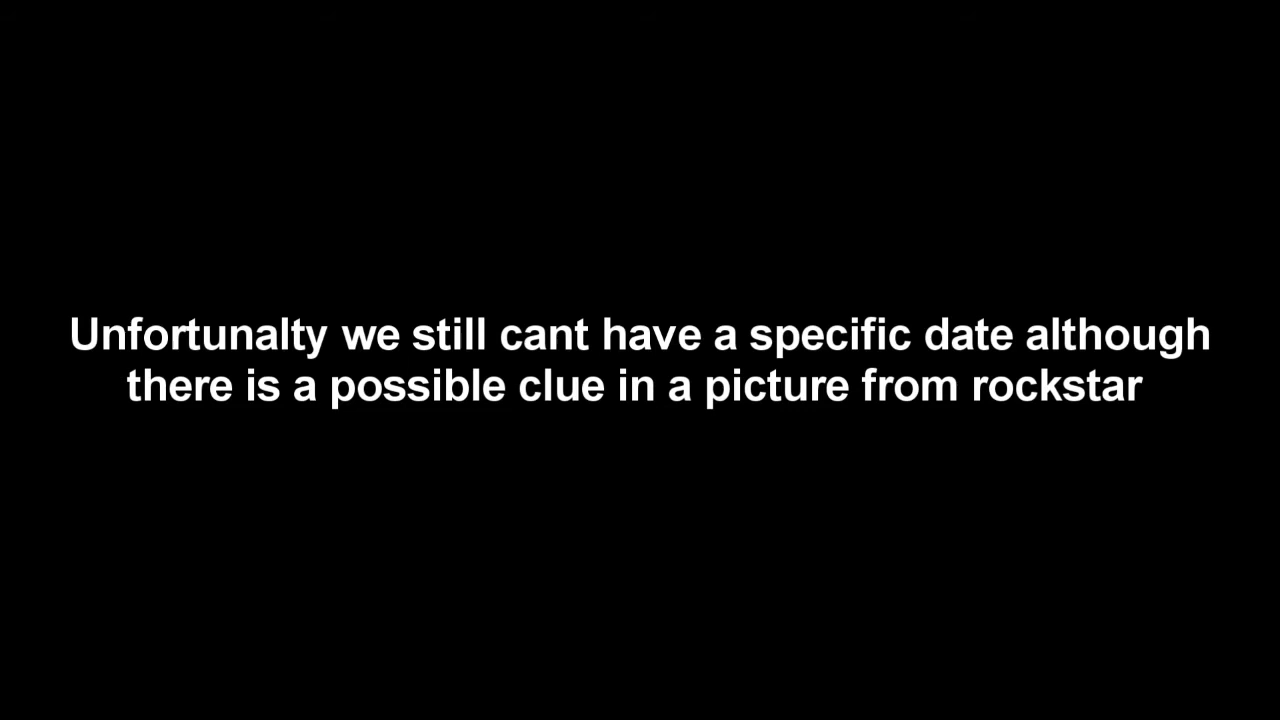 Unfortunalty we still cant have a specific date although
there is a possible clue in a picture from rockstar